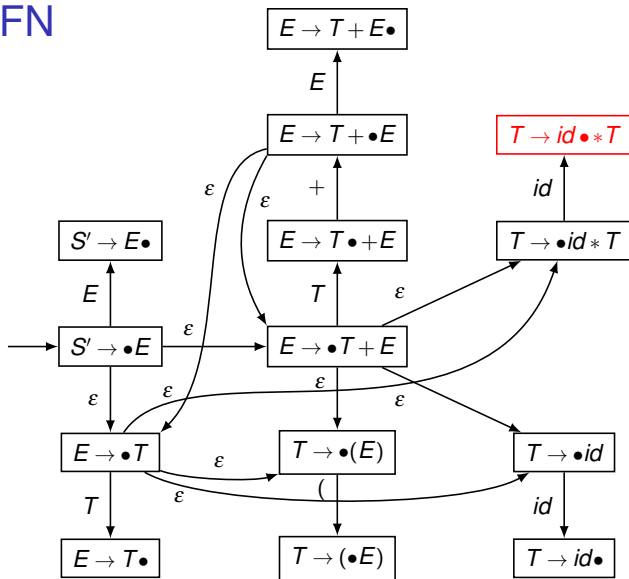 FN
E → T + E•
E
E → T + •E
T → id • * T
ε
ε
+
id
S′ → E•
E → T • + E
T → •id * T
E
T
ε
S′ → •E
ε
E → •T + E
ε
ε
ε
ε
E → •T
ε
T → •(E)
T → •id
T
ε
(
id
E → T•
T → (•E)
T → id•